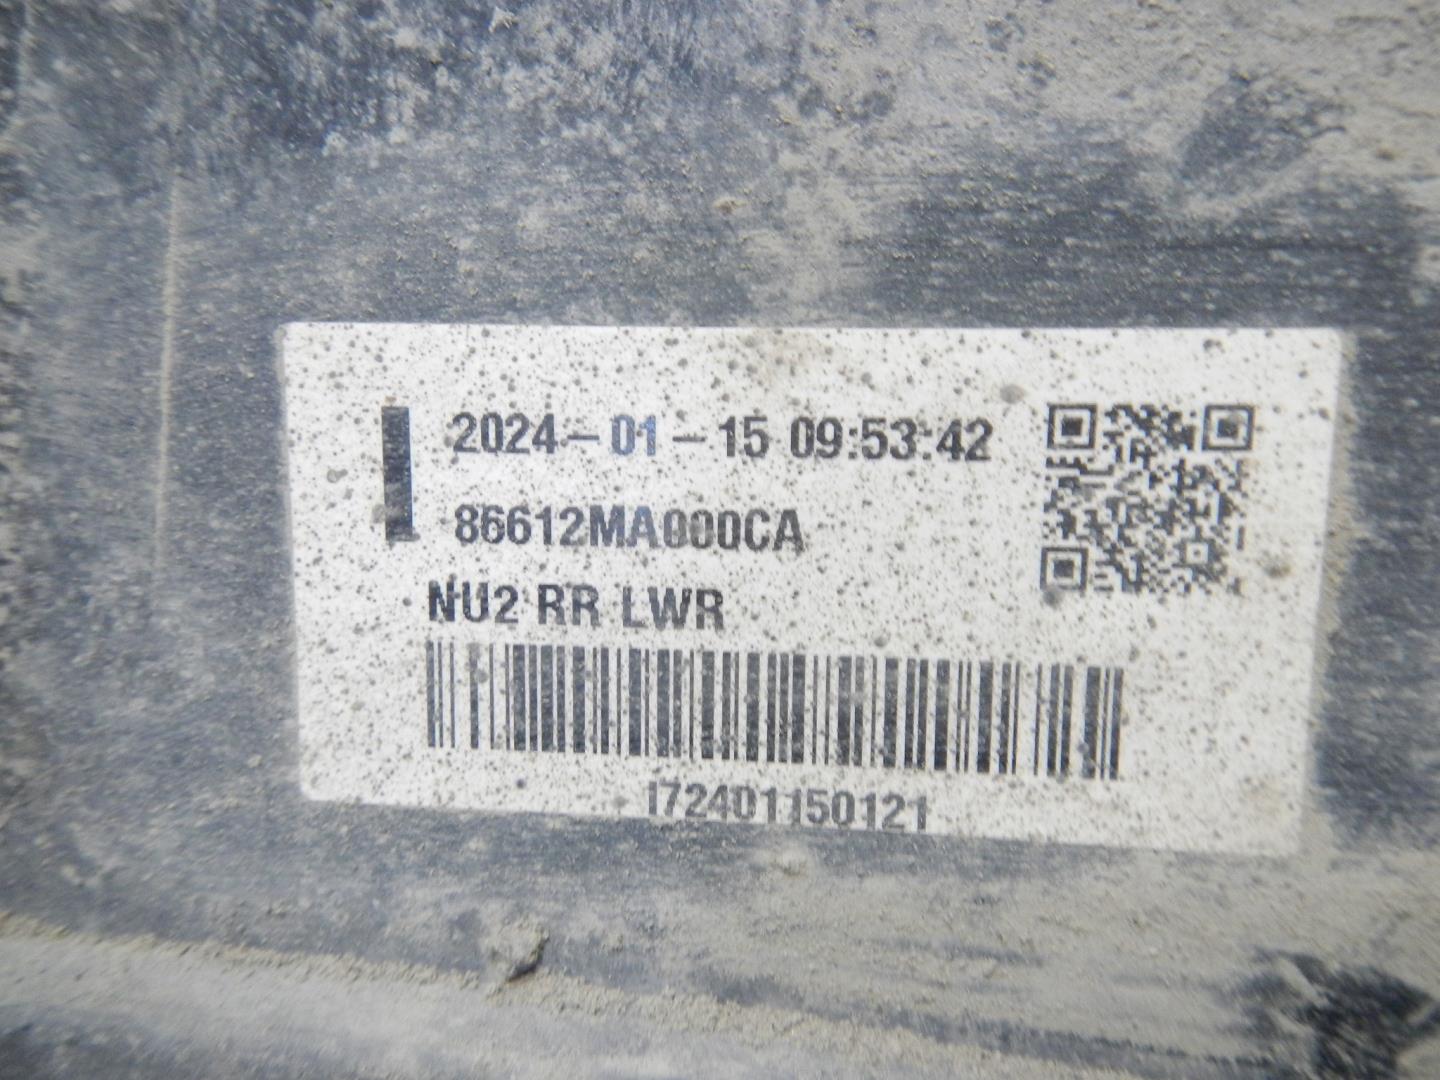 2024-01-15 09:53:42
86612MA000CA
NU2 RR LWR
I72401150121